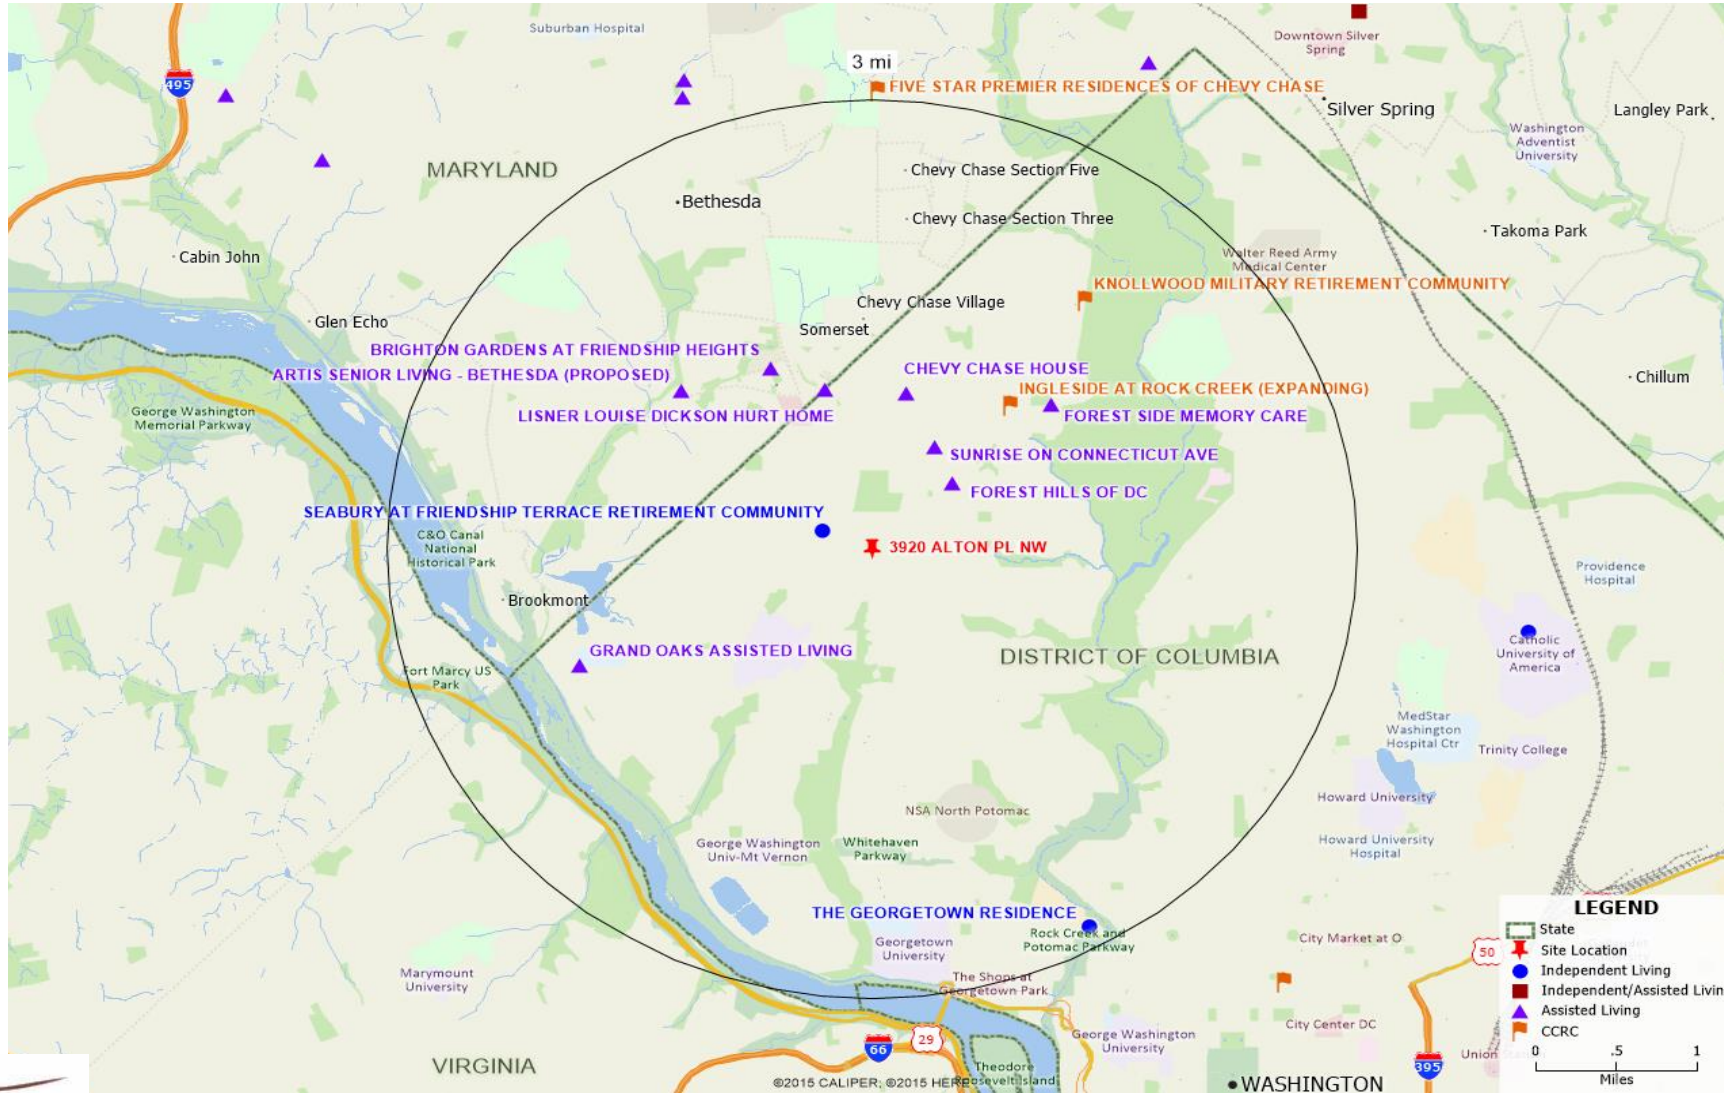 Suburban Hospital
Downtown Silver
Spring
3 mi
495
FIVE STAR PREMIER RESIDENCES OF CHEVY CHASE
Silver Spring
Langley Park
Washington
Adventist
University
MARYLAND
Chevy Chase Section Five
Bethesda
Chevy Chase Section Three
Takoma Park
Cabin John
Walter Reed Army
Medical Center
KNOLLWOOD MILITARY RETIREMENT COMMUNITY
Chevy Chase Village
Glen Echo
Somerset
BRIGHTON GARDENS AT FRIENDSHIP HEIGHTS
CHEVY CHASE HOUSE
ARTIS SENIOR LIVING - BETHESDA (PROPOSED)
INGLESIDE AT ROCK CREEK (EXPANDING)
Chillum
George Washington
Memorial Parkway
LISNER LOUISE DICKSON HURT HOME
FOREST SIDE MEMORY CARE
SUNRISE ON CONNECTICUT AVE
FOREST HILLS OF DC
SEABURY AT FRIENDSHIP TERRACE RETIREMENT COMMUNITY
C&O Canal
National
Historical Park
3920 ALTON PL NW
Providence
Hospital
Brookmont
Catholic
University of
America
GRAND OAKS ASSISTED LIVING
DISTRICT OF COLUMBIA
Fort Marcy US
Park
MedStar
Washington
Hospital Ctr
Trinity College
Howard University
NSA North Potomac
George Washington
Univ-Mt Vernon
Whitehaven
Parkway
Howard University
Hospital
THE GEORGETOWN RESIDENCE
Rock Creek and
Potomac Parkway
Georgetown
University
City Market at O
50
Marymount
University
The Shops at
Georgetown Park
LEGEND
State
Site Location
Independent Living
Independent/Assisted Livin
Assisted Living
CCRC
0 .5 1
Miles
City Center DC
29
66
George Washington
University
Union
395
VIRGINIA
Theodore
Roosevelt Island
©2015 CALIPER; ©2015 HERE
WASHINGTON